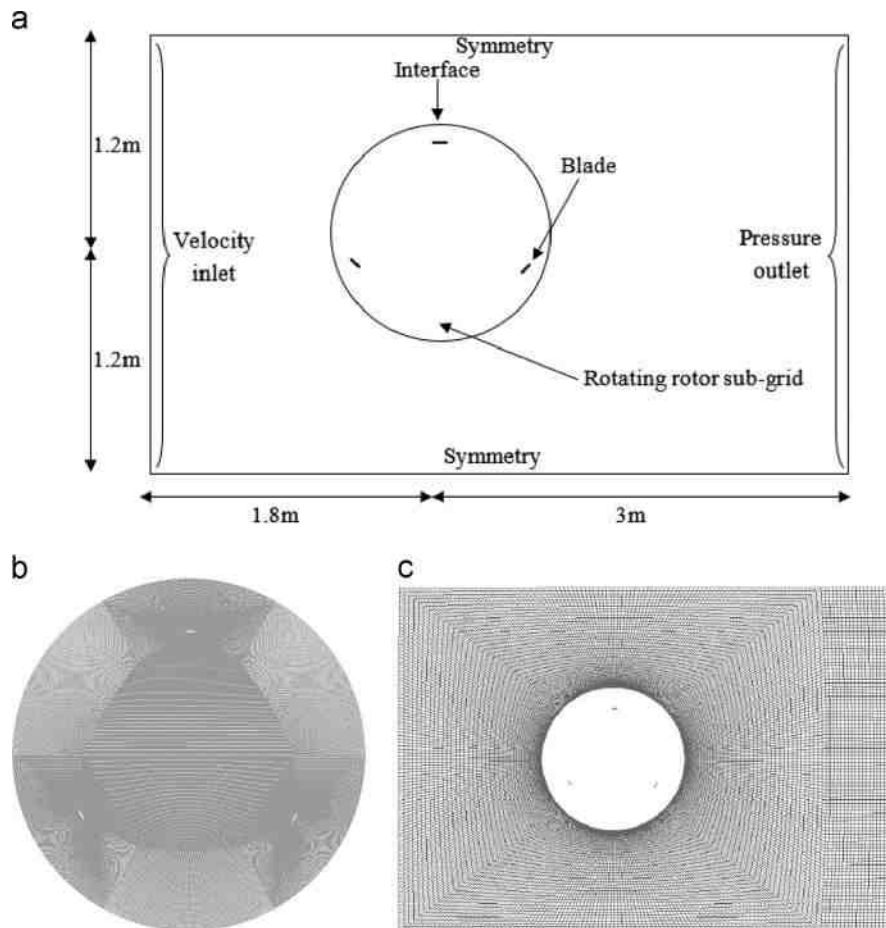 a
Symmetry
Interface
1.2m
Blade
Velocity
inlet
Pressure
outlet
1.2m
Rotating rotor sub-grid
Symmetry
1.8m
3m
b
c